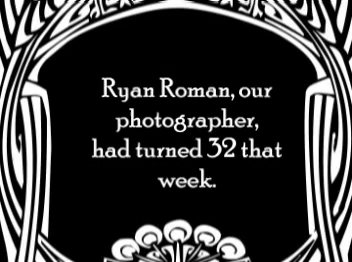 Ryan Roman, our
photographer,
had turned 32 that
week.